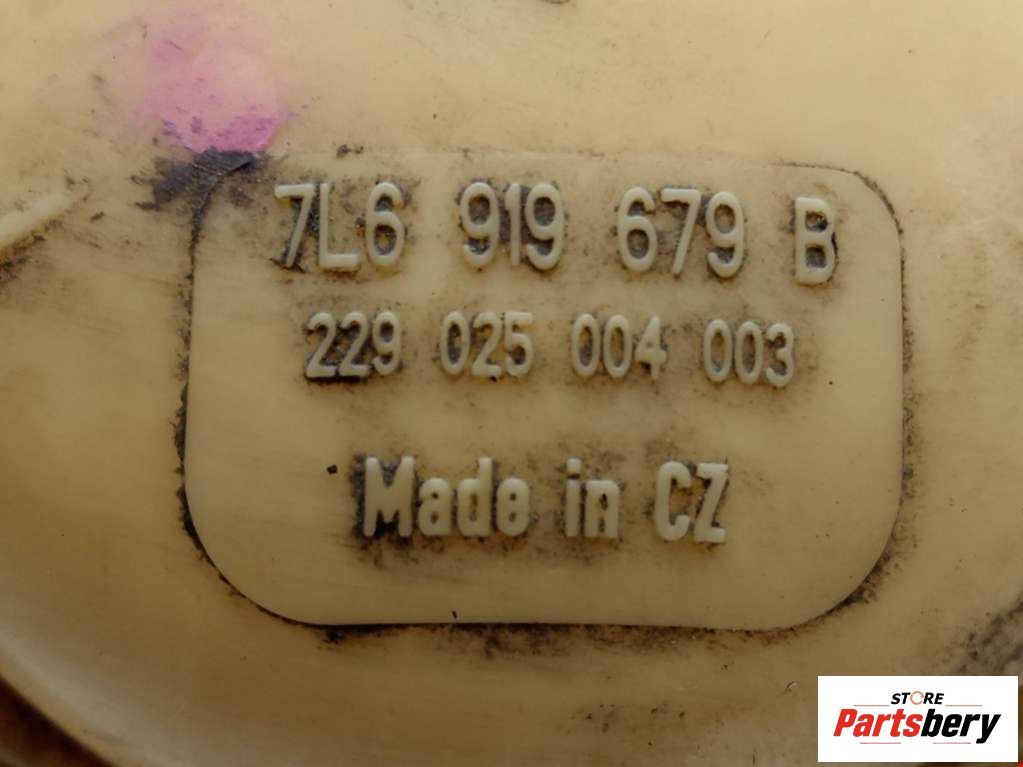 7L6 919 679 B
229 025 004 003
Made in CZ
STORE
Partsbery